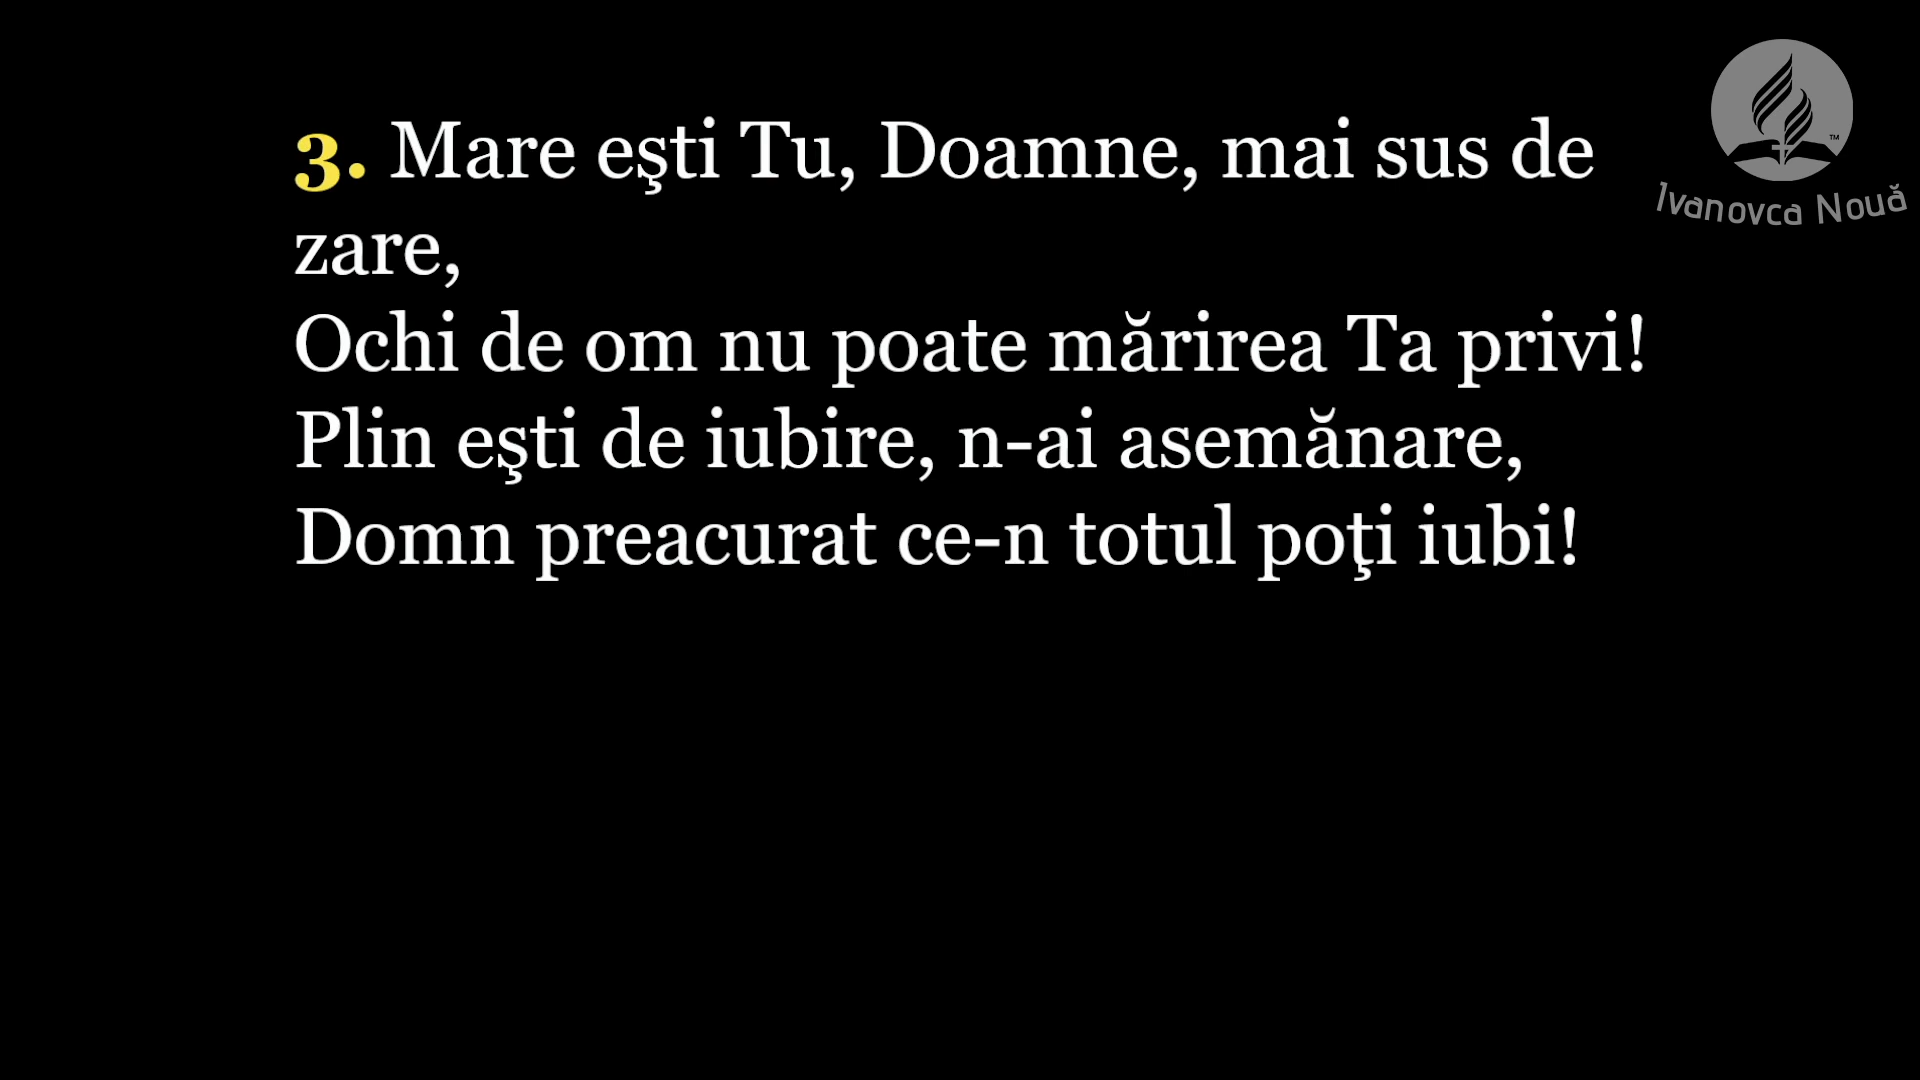 3. Mare eşti Tu, Doamne, mai sus de
zare,
Ochi de om nu poate mărirea Ta privi!
Plin eşti de iubire, n-ai asemănare,
Domn preacurat ce-n totul poţi iubi!
TM
Ivanovca Nouă